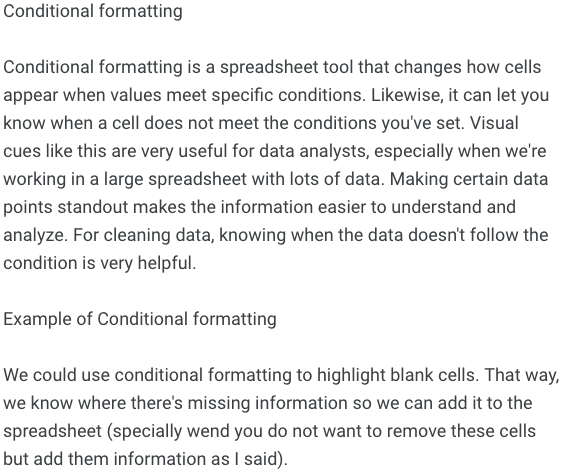 Conditional formatting
Conditional formatting is a spreadsheet tool that changes how cells
appear when values meet specific conditions. Likewise, it can let you
know when a cell does not meet the conditions you've set. Visual
cues like this are very useful for data analysts, especially when we're
working in a large spreadsheet with lots of data. Making certain data
points standout makes the information easier to understand and
analyze. For cleaning data, knowing when the data doesn't follow the
condition is very helpful.
Example of Conditional formatting
We could use conditional formatting to highlight blank cells. That way,
we know where there's missing information so we can add it to the
spreadsheet (specially wend you do not want to remove these cells
but add them information as I said).